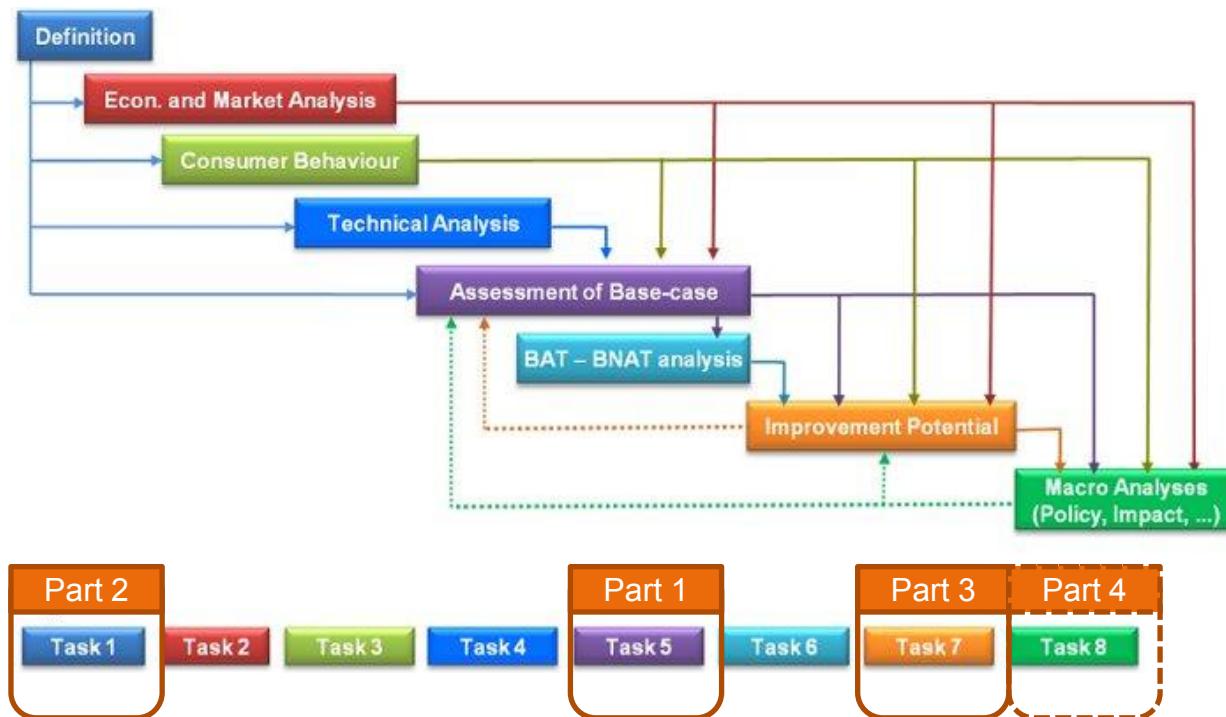 Definition
Econ. and Market Analysis
Consumer Behaviour
Technical Analysis
Assessment of Base-case
BAT – BNAT analysis
Improvement Potential
Macro Analyses
(Policy, Impact, ...)
Part 2
Part 1
Part 3
Part 4
Task 1
Task 2
Task 3
Task 4
Task 5
Task 6
Task 7
Task 8